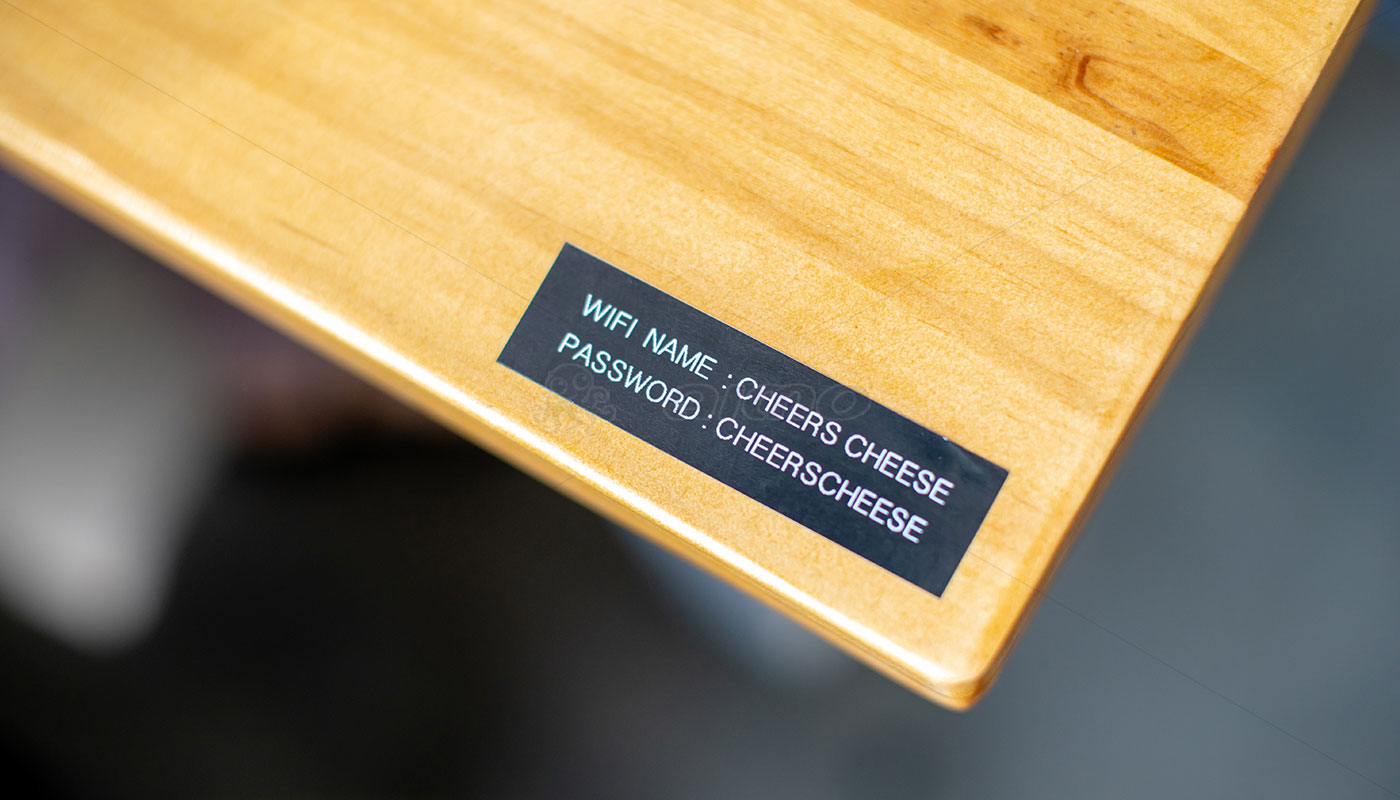 WIFI NAME : CHEERS CHEESE
PASSWORD : CHEERSCHEESE